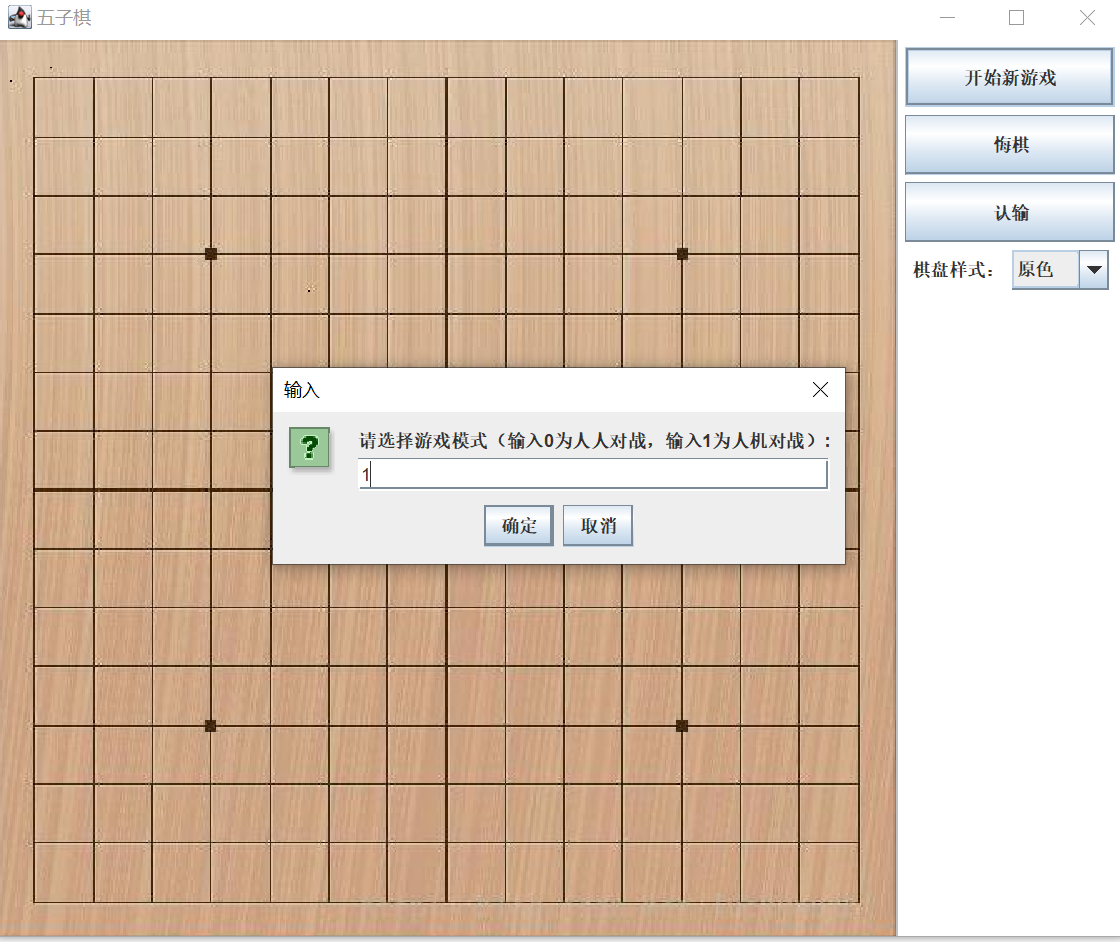 五子棋
开始新游戏
悔棋
认输
棋盘样式：
原色
输入
请选择游戏模式（输入0为人人对战，输入1为人机对战）:
1
确定
取消